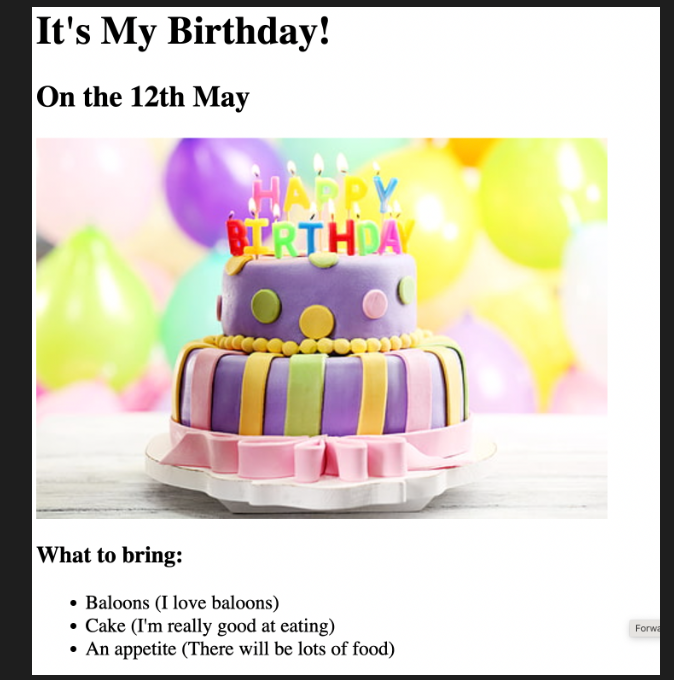 It's My Birthday!
On the 12th May
HAPPY
BIRTHDAY
What to bring:
Baloons (I love baloons)
Cake (I'm really good at eating)
An appetite (There will be lots of food)